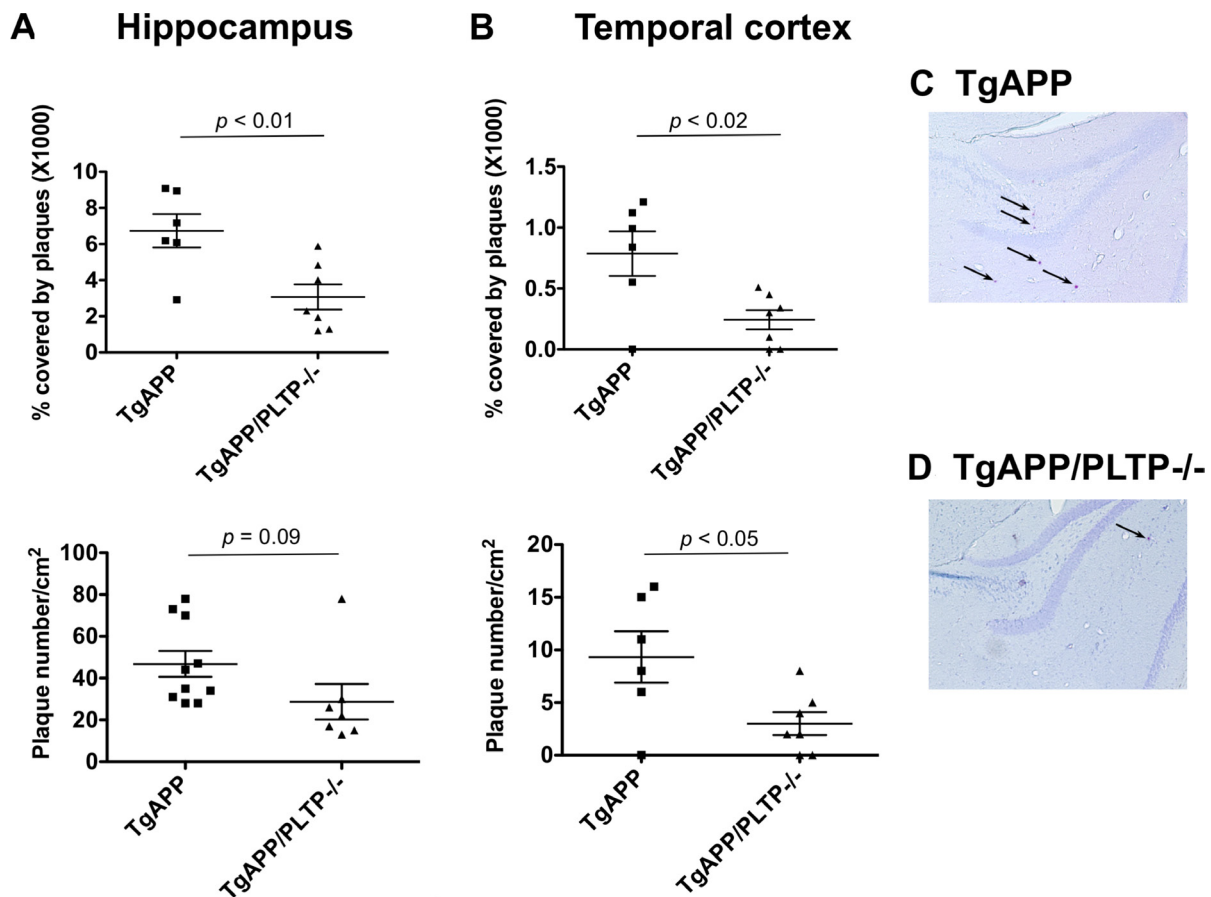 A Hippocampus
% covered by plaques (X1000)
p < 0.01
10
8
6
4
2
0
TgAPP
TgAPP/PLTP-/-
Plaque number/cm²
p = 0.09
100
80
60
40
20
0
TgAPP
TgAPP/PLTP-/-
B Temporal cortex
% covered by plaques (X1000)
p < 0.02
1.5
1.0
0.5
0.0
TgAPP
TgAPP/PLTP-/-
Plaque number/cm²
p < 0.05
20
15
10
5
0
TgAPP
TgAPP/PLTP-/-
C TgAPP
D TgAPP/PLTP-/-